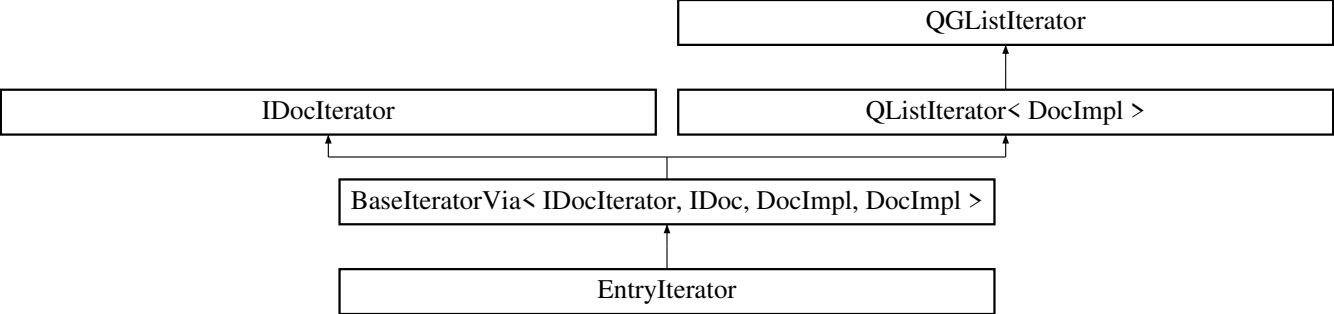 QGListIterator
IDocIterator
QListIterator< DocImpl >
BaseIteratorVia< IDocIterator, IDoc, DocImpl, DocImpl >
EntryIterator